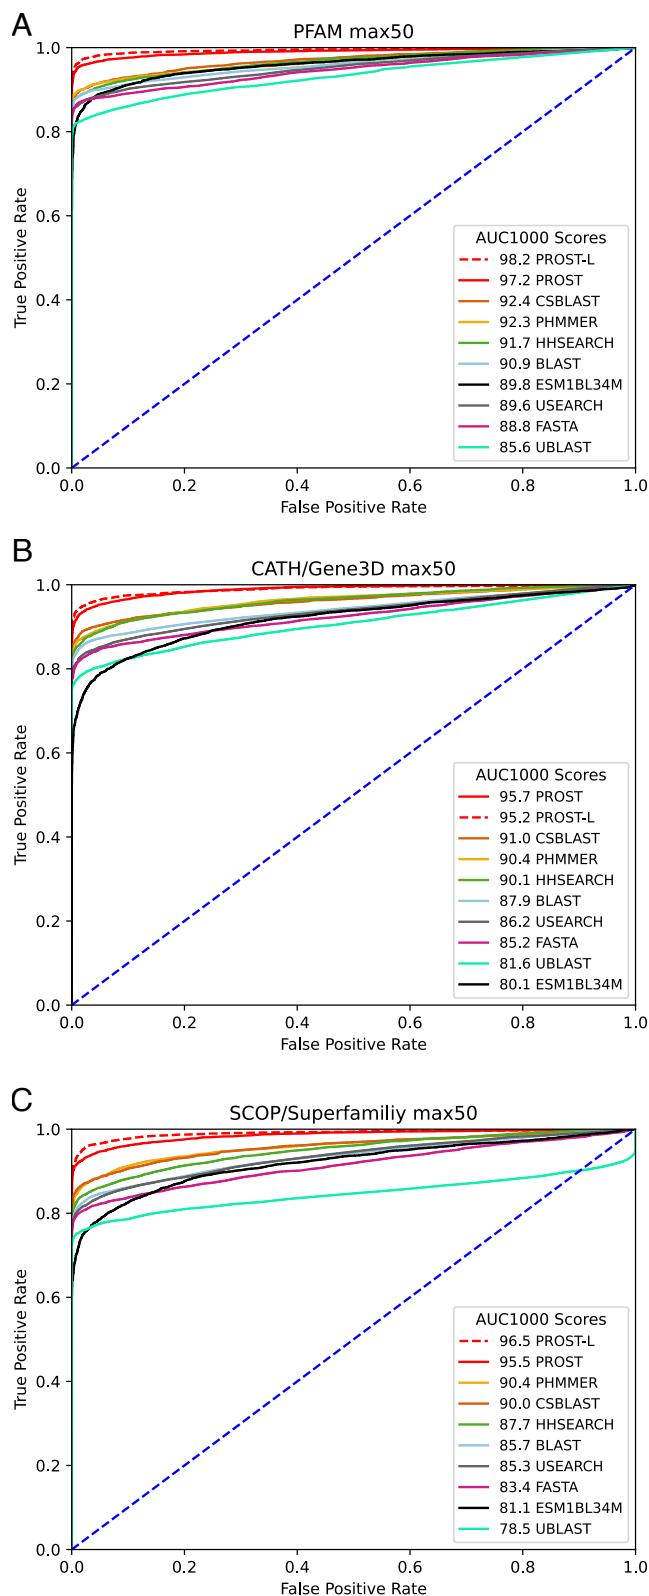 A
PFAM max50
1.0
0.8
0.6
0.4
0.2
0.0
True Positive Rate
AUC1000 Scores
98.2 PROST-L
97.2 PROST
92.4 CSBLAST
92.3 PHMMER
91.7 HHSEARCH
90.9 BLAST
89.8 ESM1BL34M
89.6 USEARCH
88.8 FASTA
85.6 UBLAST
0.0 0.2 0.4 0.6 0.8 1.0
False Positive Rate
B
CATH/Gene3D max50
1.0
0.8
0.6
0.4
0.2
0.0
True Positive Rate
AUC1000 Scores
95.7 PROST
95.2 PROST-L
91.0 CSBLAST
90.4 PHMMER
90.1 HHSEARCH
87.9 BLAST
86.2 USEARCH
85.2 FASTA
81.6 UBLAST
80.1 ESM1BL34M
0.0 0.2 0.4 0.6 0.8 1.0
False Positive Rate
C
SCOP/Superfamiliy max50
1.0
0.8
0.6
0.4
0.2
0.0
True Positive Rate
AUC1000 Scores
96.5 PROST-L
95.5 PROST
90.4 PHMMER
90.0 CSBLAST
87.7 HHSEARCH
85.7 BLAST
85.3 USEARCH
83.4 FASTA
81.1 ESM1BL34M
78.5 UBLAST
0.0 0.2 0.4 0.6 0.8 1.0
False Positive Rate